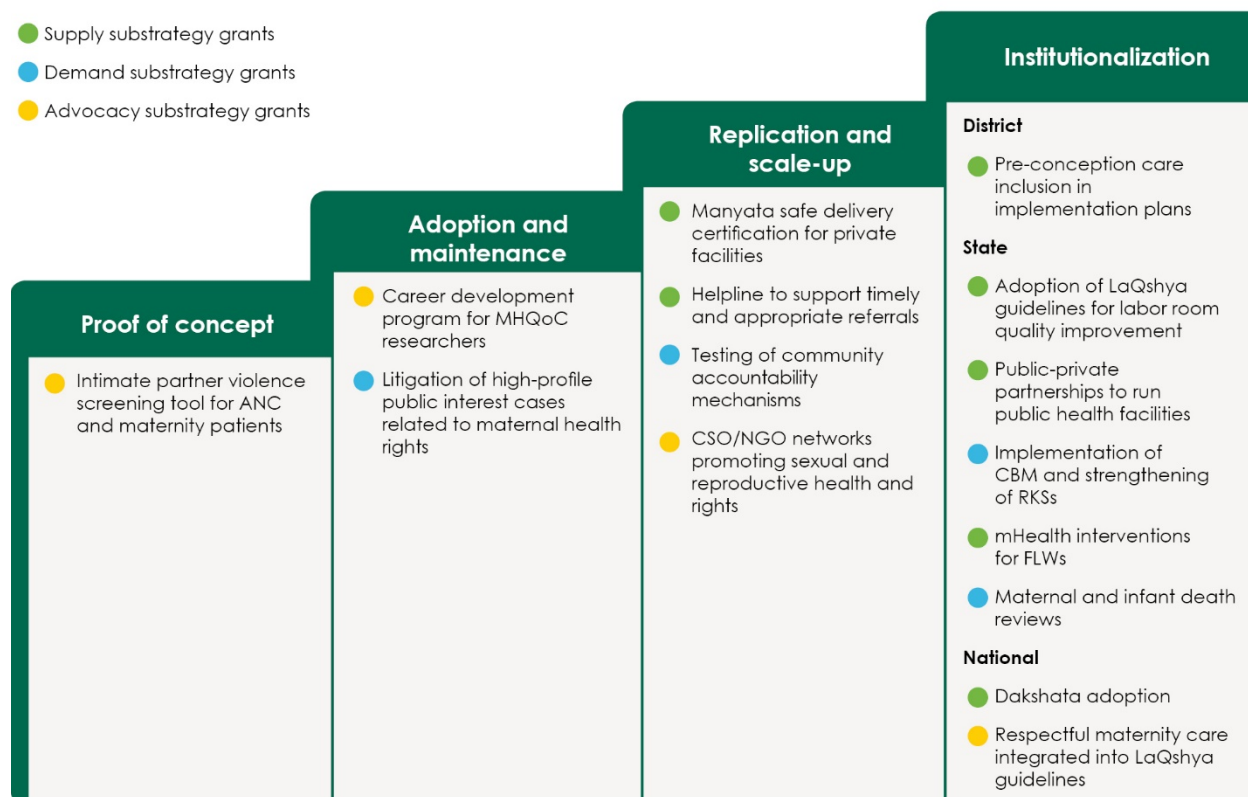 Supply substrategy grants
Demand substrategy grants
Advocacy substrategy grants
Proof of concept
Intimate partner violence
screening tool for ANC
and maternity patients
Adoption and
maintenance
Career development
program for MHQoC
researchers
Litigation of high-profile
public interest cases
related to maternal health
rights
Replication and
scale-up
Manyata safe delivery
certification for private
facilities
Helpline to support timely
and appropriate referrals
Testing of community
accountability
mechanisms
CSO/NGO networks
promoting sexual and
reproductive health and
rights
Institutionalization
District
Pre-conception care
inclusion in
implementation plans
State
Adoption of LaQshya
guidelines for labor room
quality improvement
Public-private
partnerships to run
public health facilities
Implementation of
CBM and strengthening
of RKSs
mHealth interventions
for FLWs
Maternal and infant death
reviews
National
Dakshata adoption
Respectful maternity care
integrated into LaQshya
guidelines